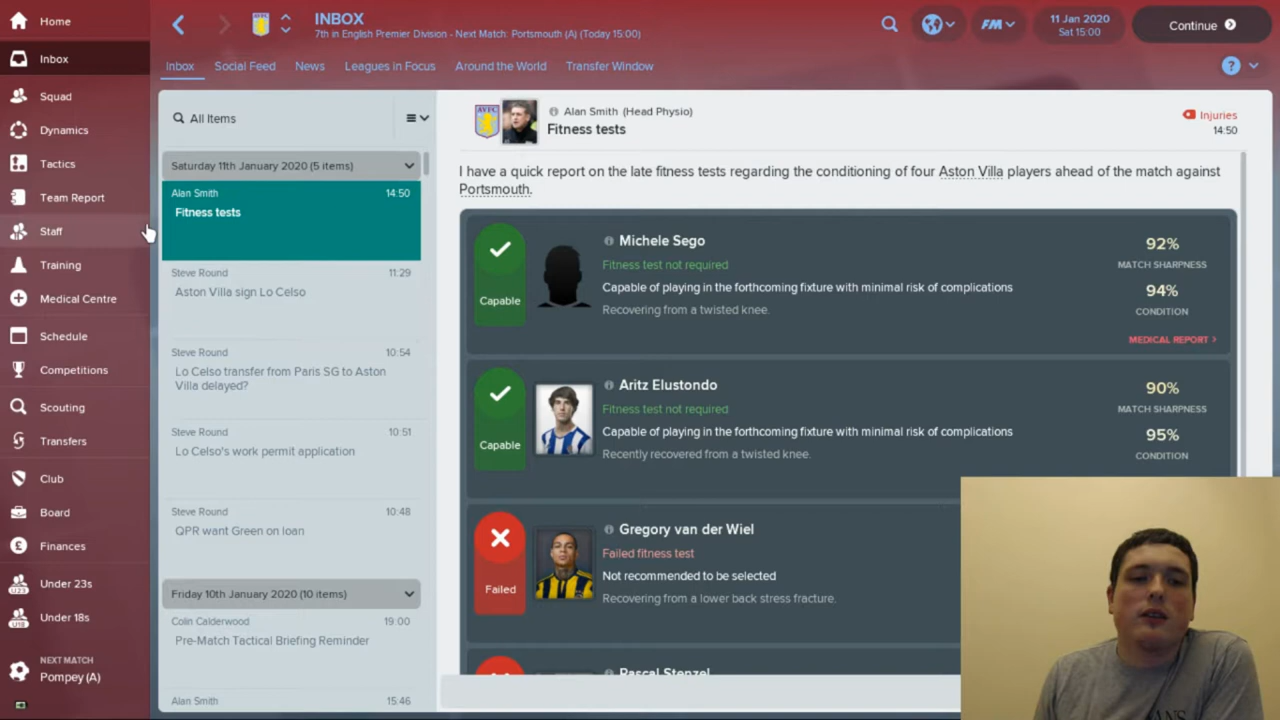 Home
Inbox
Squad
Dynamics
Tactics
Team Report
Staff
Training
Medical Centre
Schedule
Competitions
Scouting
Transfers
Club
Board
Finances
Under 23s
Under 18s
NEXT MATCH
Pompey (A)
INBOX
7th in English Premier Division - Next Match: Portsmouth (A) (Today 15:00)
FM
11 Jan 2020
Sat 15:00
Continue
Inbox Social Feed News Leagues in Focus Around the World Transfer Window
?
All Items
Saturday 11th January 2020 (5 items)
Alan Smith 14:50
Fitness tests
Steve Round 11:29
Aston Villa sign Lo Celso
Steve Round 10:54
Lo Celso transfer from Paris SG to Aston
Villa delayed?
Steve Round 10:51
Lo Celso's work permit application
Steve Round 10:48
QPR want Green on loan
Friday 10th January 2020 (10 items)
Colin Calderwood 19:00
Pre-Match Tactical Briefing Reminder
Alan Smith 15:46
AVFC
Alan Smith (Head Physio)
Fitness tests
Injuries
14:50
I have a quick report on the late fitness tests regarding the conditioning of four Aston Villa players ahead of the match against
Portsmouth.
Capable
Michele Sego
Fitness test not required
Capable of playing in the forthcoming fixture with minimal risk of complications
Recovering from a twisted knee.
92%
MATCH SHARPNESS
94%
CONDITION
MEDICAL REPORT >
Capable
Aritz Elustondo
Fitness test not required
Capable of playing in the forthcoming fixture with minimal risk of complications
Recently recovered from a twisted knee.
90%
MATCH SHARPNESS
95%
CONDITION
Failed
Gregory van der Wiel
Failed fitness test
Not recommended to be selected
Recovering from a lower back stress fracture.
Pascal Stenzel